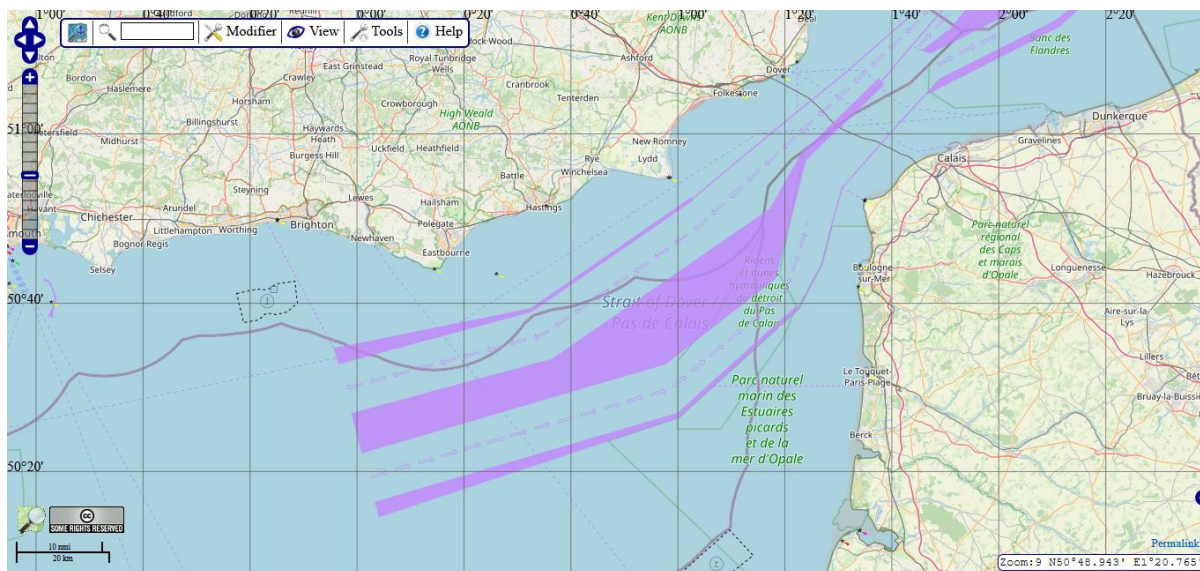 1°00'
0°40'
0°20'
0°20'
0°40'
1°00'
1°20'
1°40'
2°00'
2°20'
Modifier
View
Tools
Help
Kent Downs
AONB
Deal
Banc des
Flandres
Alton
Bordon
Haslemere
Crawley
East Grinstead
Royal Tunbridge
Wells
Cranbrook
Ashford
Dover
Folkestone
Horsham
Crowborough
Tenterden
High Weald
AONB
51°00'
Midhurst
Billingshurst
Haywards
Heath
Burgess Hill
Uckfield
Heathfield
New Romney
Lydd
Rye
Winchelsea
Battle
Dunkerque
Gravelines
Calais
Steyning
Havant
Chichester
Arundel
Littlehampton
Worthing
Brighton
Lewes
Newhaven
Hailsham
Polegate
Eastbourne
Hastings
Bognor Regis
Selsey
Parc naturel
régional
des Caps
et marais
d'Opale
Boulogne
sur-Mer
Longuenesse
Hazebrouck
Ridens
et dunes
hydrauliques
du détroit
du Pas
de Calais
50°40'
Strait of Dover /
Pas de Calais
Aire-sur-la
Lys
Lillers
Bruay-la-Buiss
Le Touquet-
Paris-Plage
Parc naturel
marin des
Estuaires
picards
et de la
mer d'Opale
Berck
50°20'
SOME RIGHTS RESERVED
10 nmi
20 km
Permalink
Zoom:9 N50°48.943' E1°20.765'